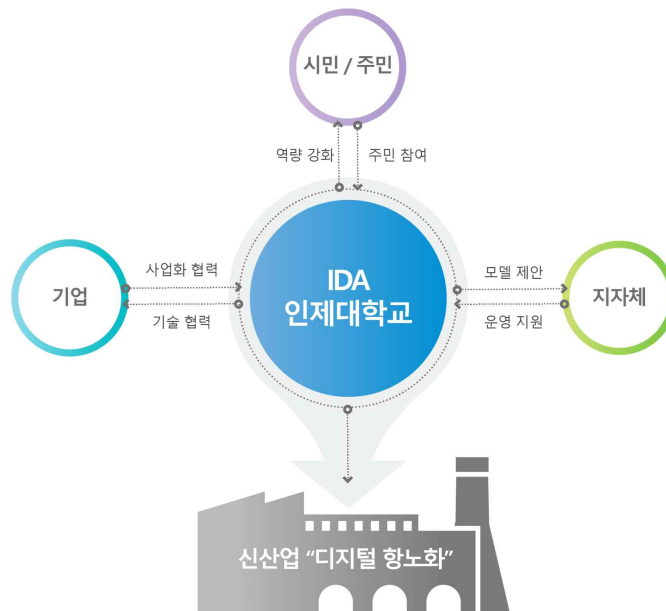 시민 / 주민
역량 강화
주민 참여
IDA
인제대학교
기업
사업화 협력
기술 협력
모델 제안
운영 지원
지자체
신산업 “디지털 항노화”